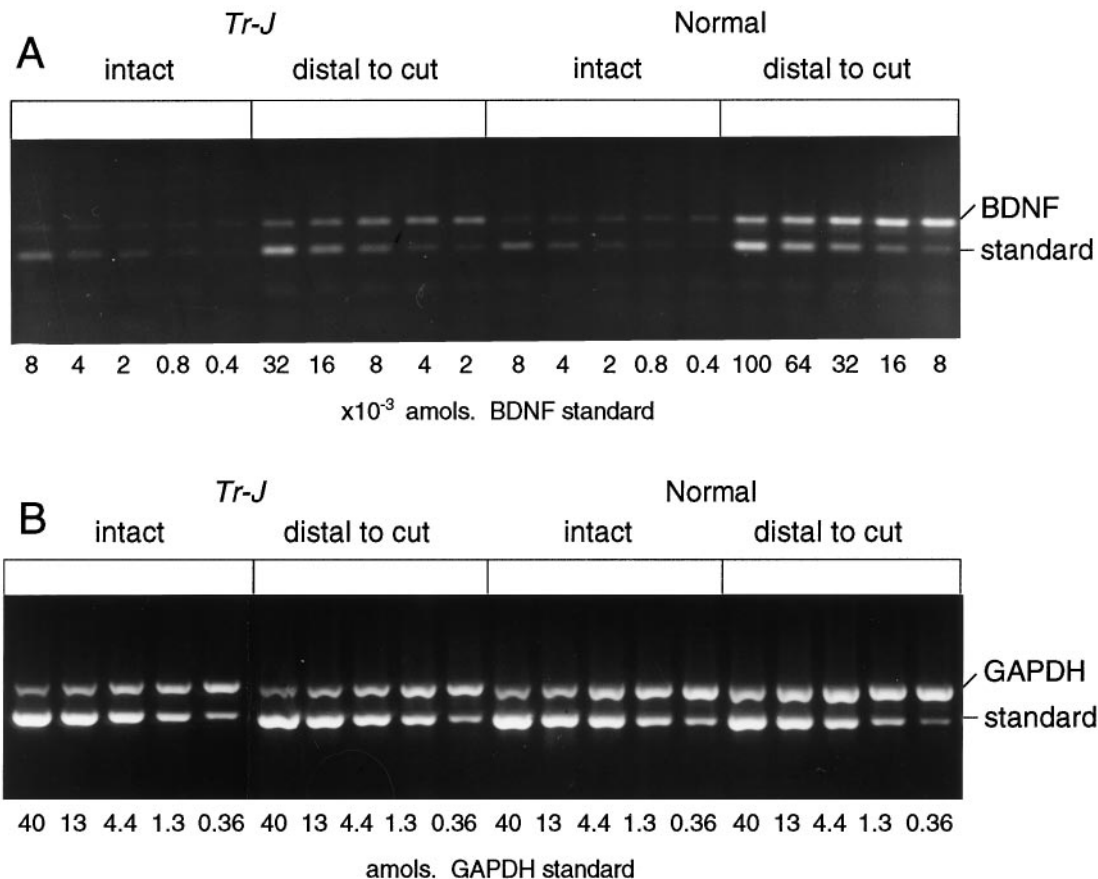 A
Tr-J Normal
intact distal to cut intact distal to cut
BDNF
standard
8 4 2 0.8 0.4 32 16 8 4 2 8 4 2 0.8 0.4 100 64 32 16 8
x10⁻³ amols. BDNF standard
B
Tr-J Normal
intact distal to cut intact distal to cut
GAPDH
standard
40 13 4.4 1.3 0.36 40 13 4.4 1.3 0.36 40 13 4.4 1.3 0.36 40 13 4.4 1.3 0.36
amols. GAPDH standard